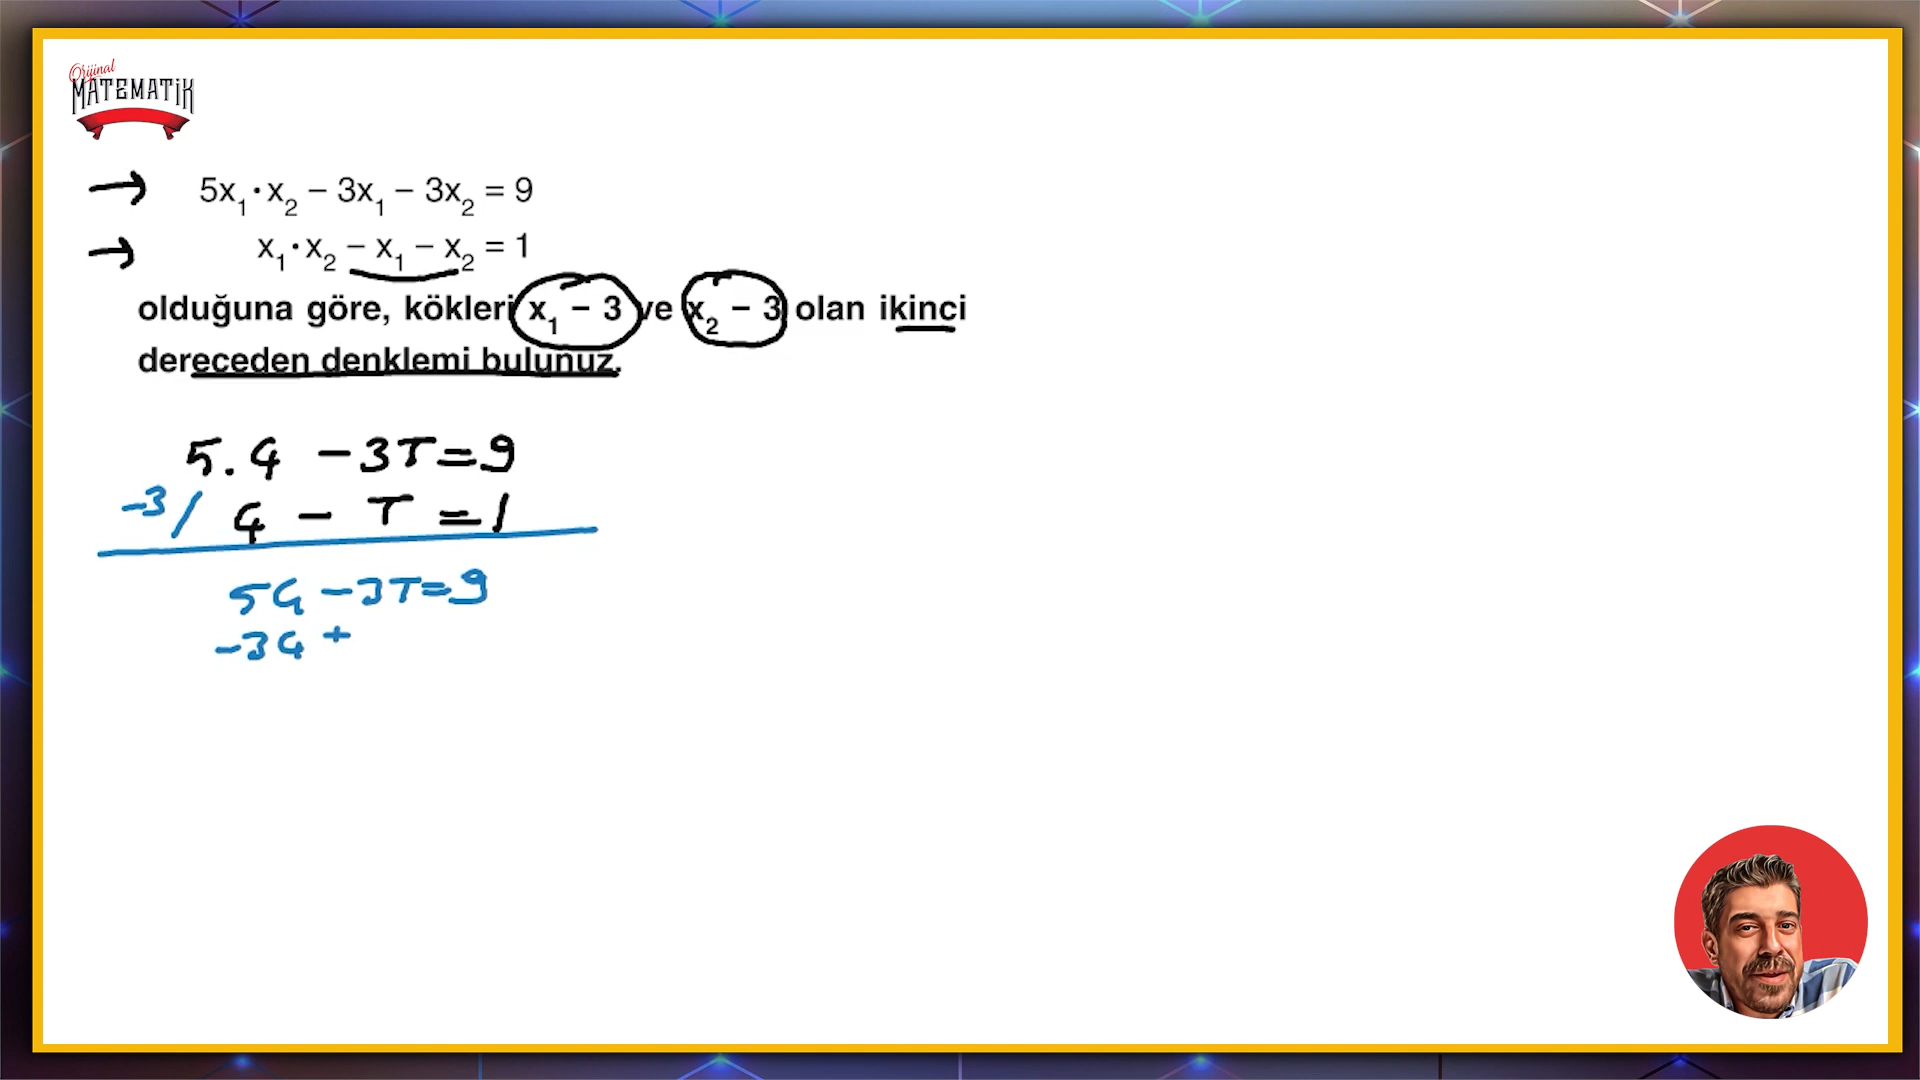 Orijinal
MATEMATİK
→ 5x₁·x₂ − 3x₁ − 3x₂ = 9
→ x₁·x₂ − x₁ − x₂ = 1
olduğuna göre, kökleri x₁ − 3 ve x₂ − 3 olan ikinci
dereceden denklemi bulunuz.
5.Ç − 3T = 9
−3/ Ç − T = 1
5Ç − 3T = 9
−3Ç +